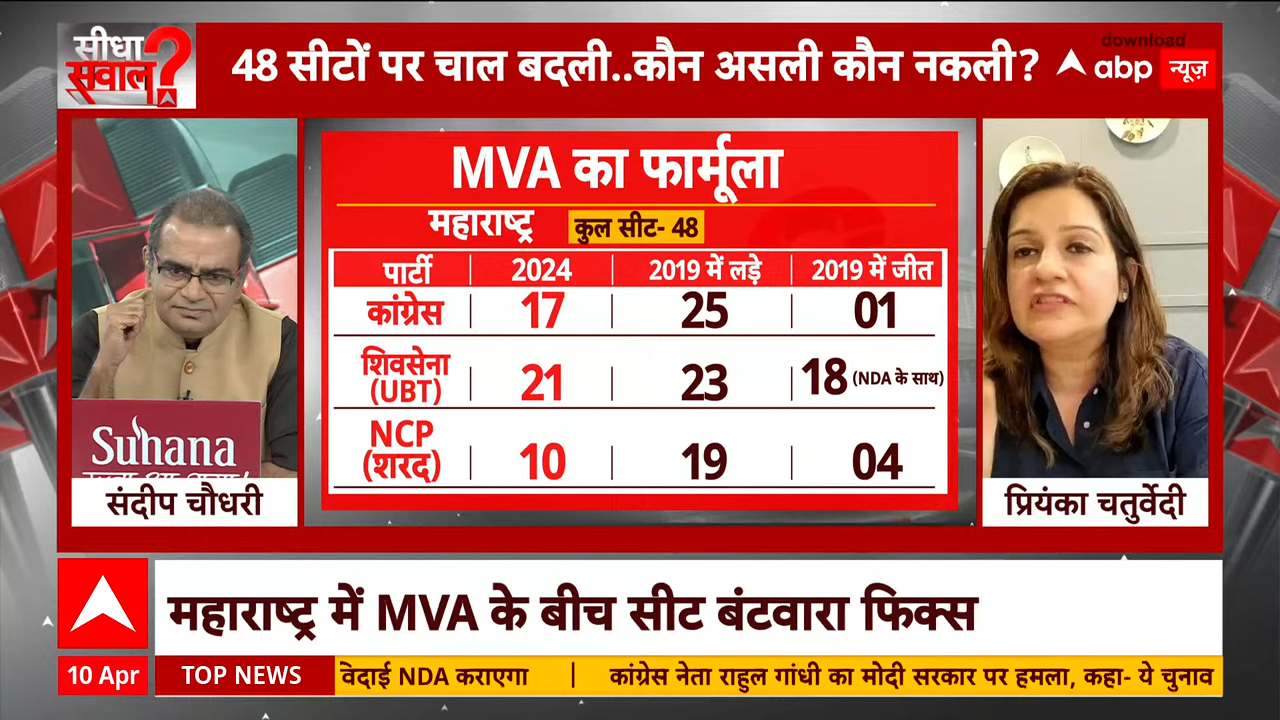 सीधा
सवाल?
48 सीटों पर चाल बदली..कौन असली कौन नकली?
download
abp न्यूज़
MVA का फार्मूला
महाराष्ट्र कुल सीट- 48
पार्टी 2024 2019 में लड़े 2019 में जीत
कांग्रेस 17 25 01
शिवसेना (UBT) 21 23 18 (NDA के साथ)
NCP (शरद) 10 19 04
Suhana
संदीप चौधरी
प्रियंका चतुर्वेदी
महाराष्ट्र में MVA के बीच सीट बंटवारा फिक्स
10 Apr TOP NEWS विदाई NDA कराएगा | कांग्रेस नेता राहुल गांधी का मोदी सरकार पर हमला, कहा- ये चुनाव